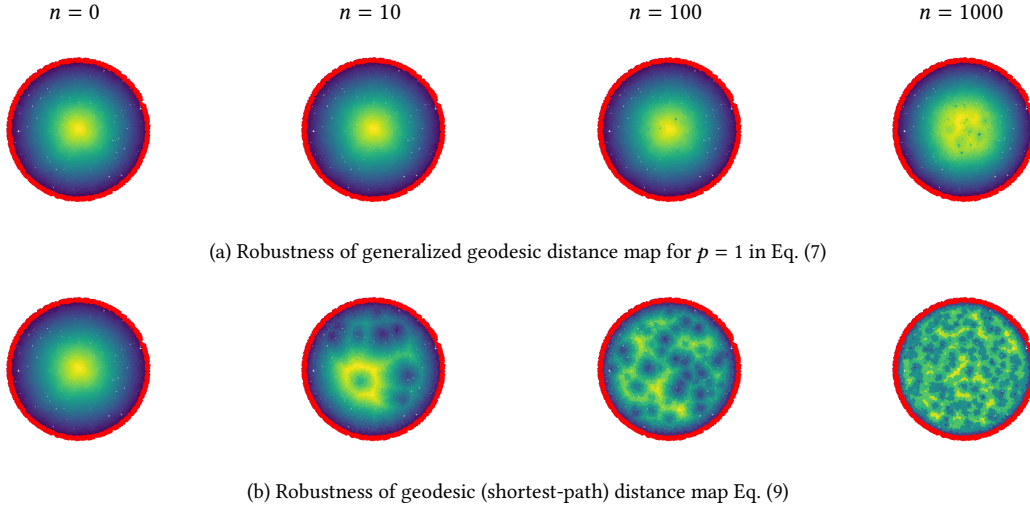 n = 0 n = 10 n = 100 n = 1000
(a) Robustness of generalized geodesic distance map for p = 1 in Eq. (7)
(b) Robustness of geodesic (shortest-path) distance map Eq. (9)